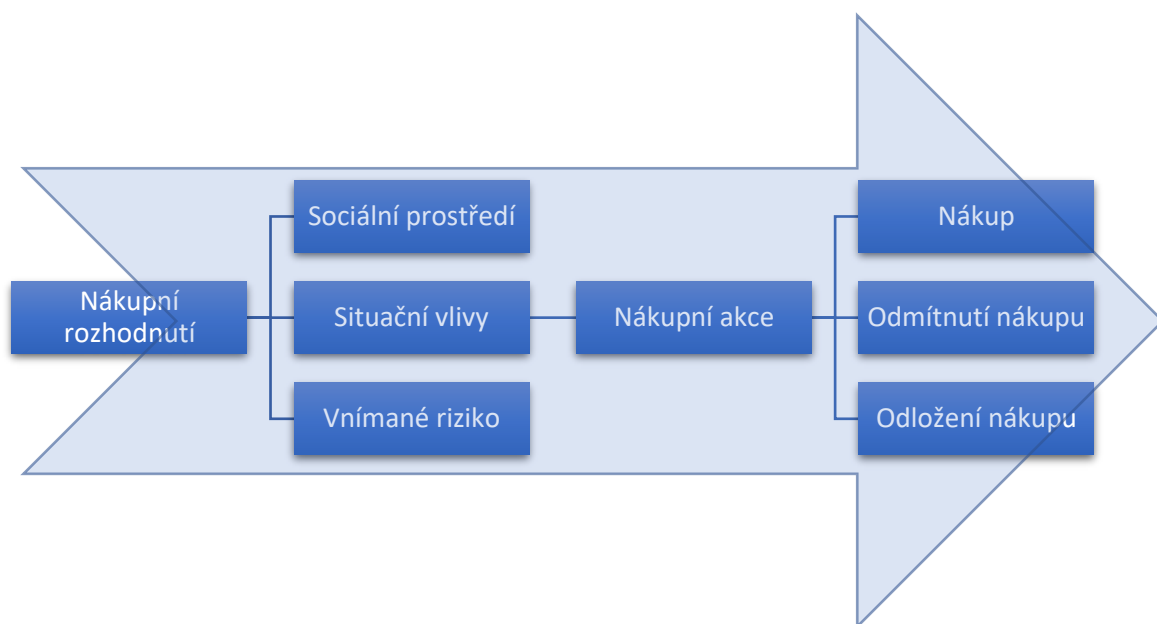 Nákupní
rozhodnutí
Sociální prostředí
Situační vlivy
Vnímané riziko
Nákupní akce
Nákup
Odmítnutí nákupu
Odložení nákupu